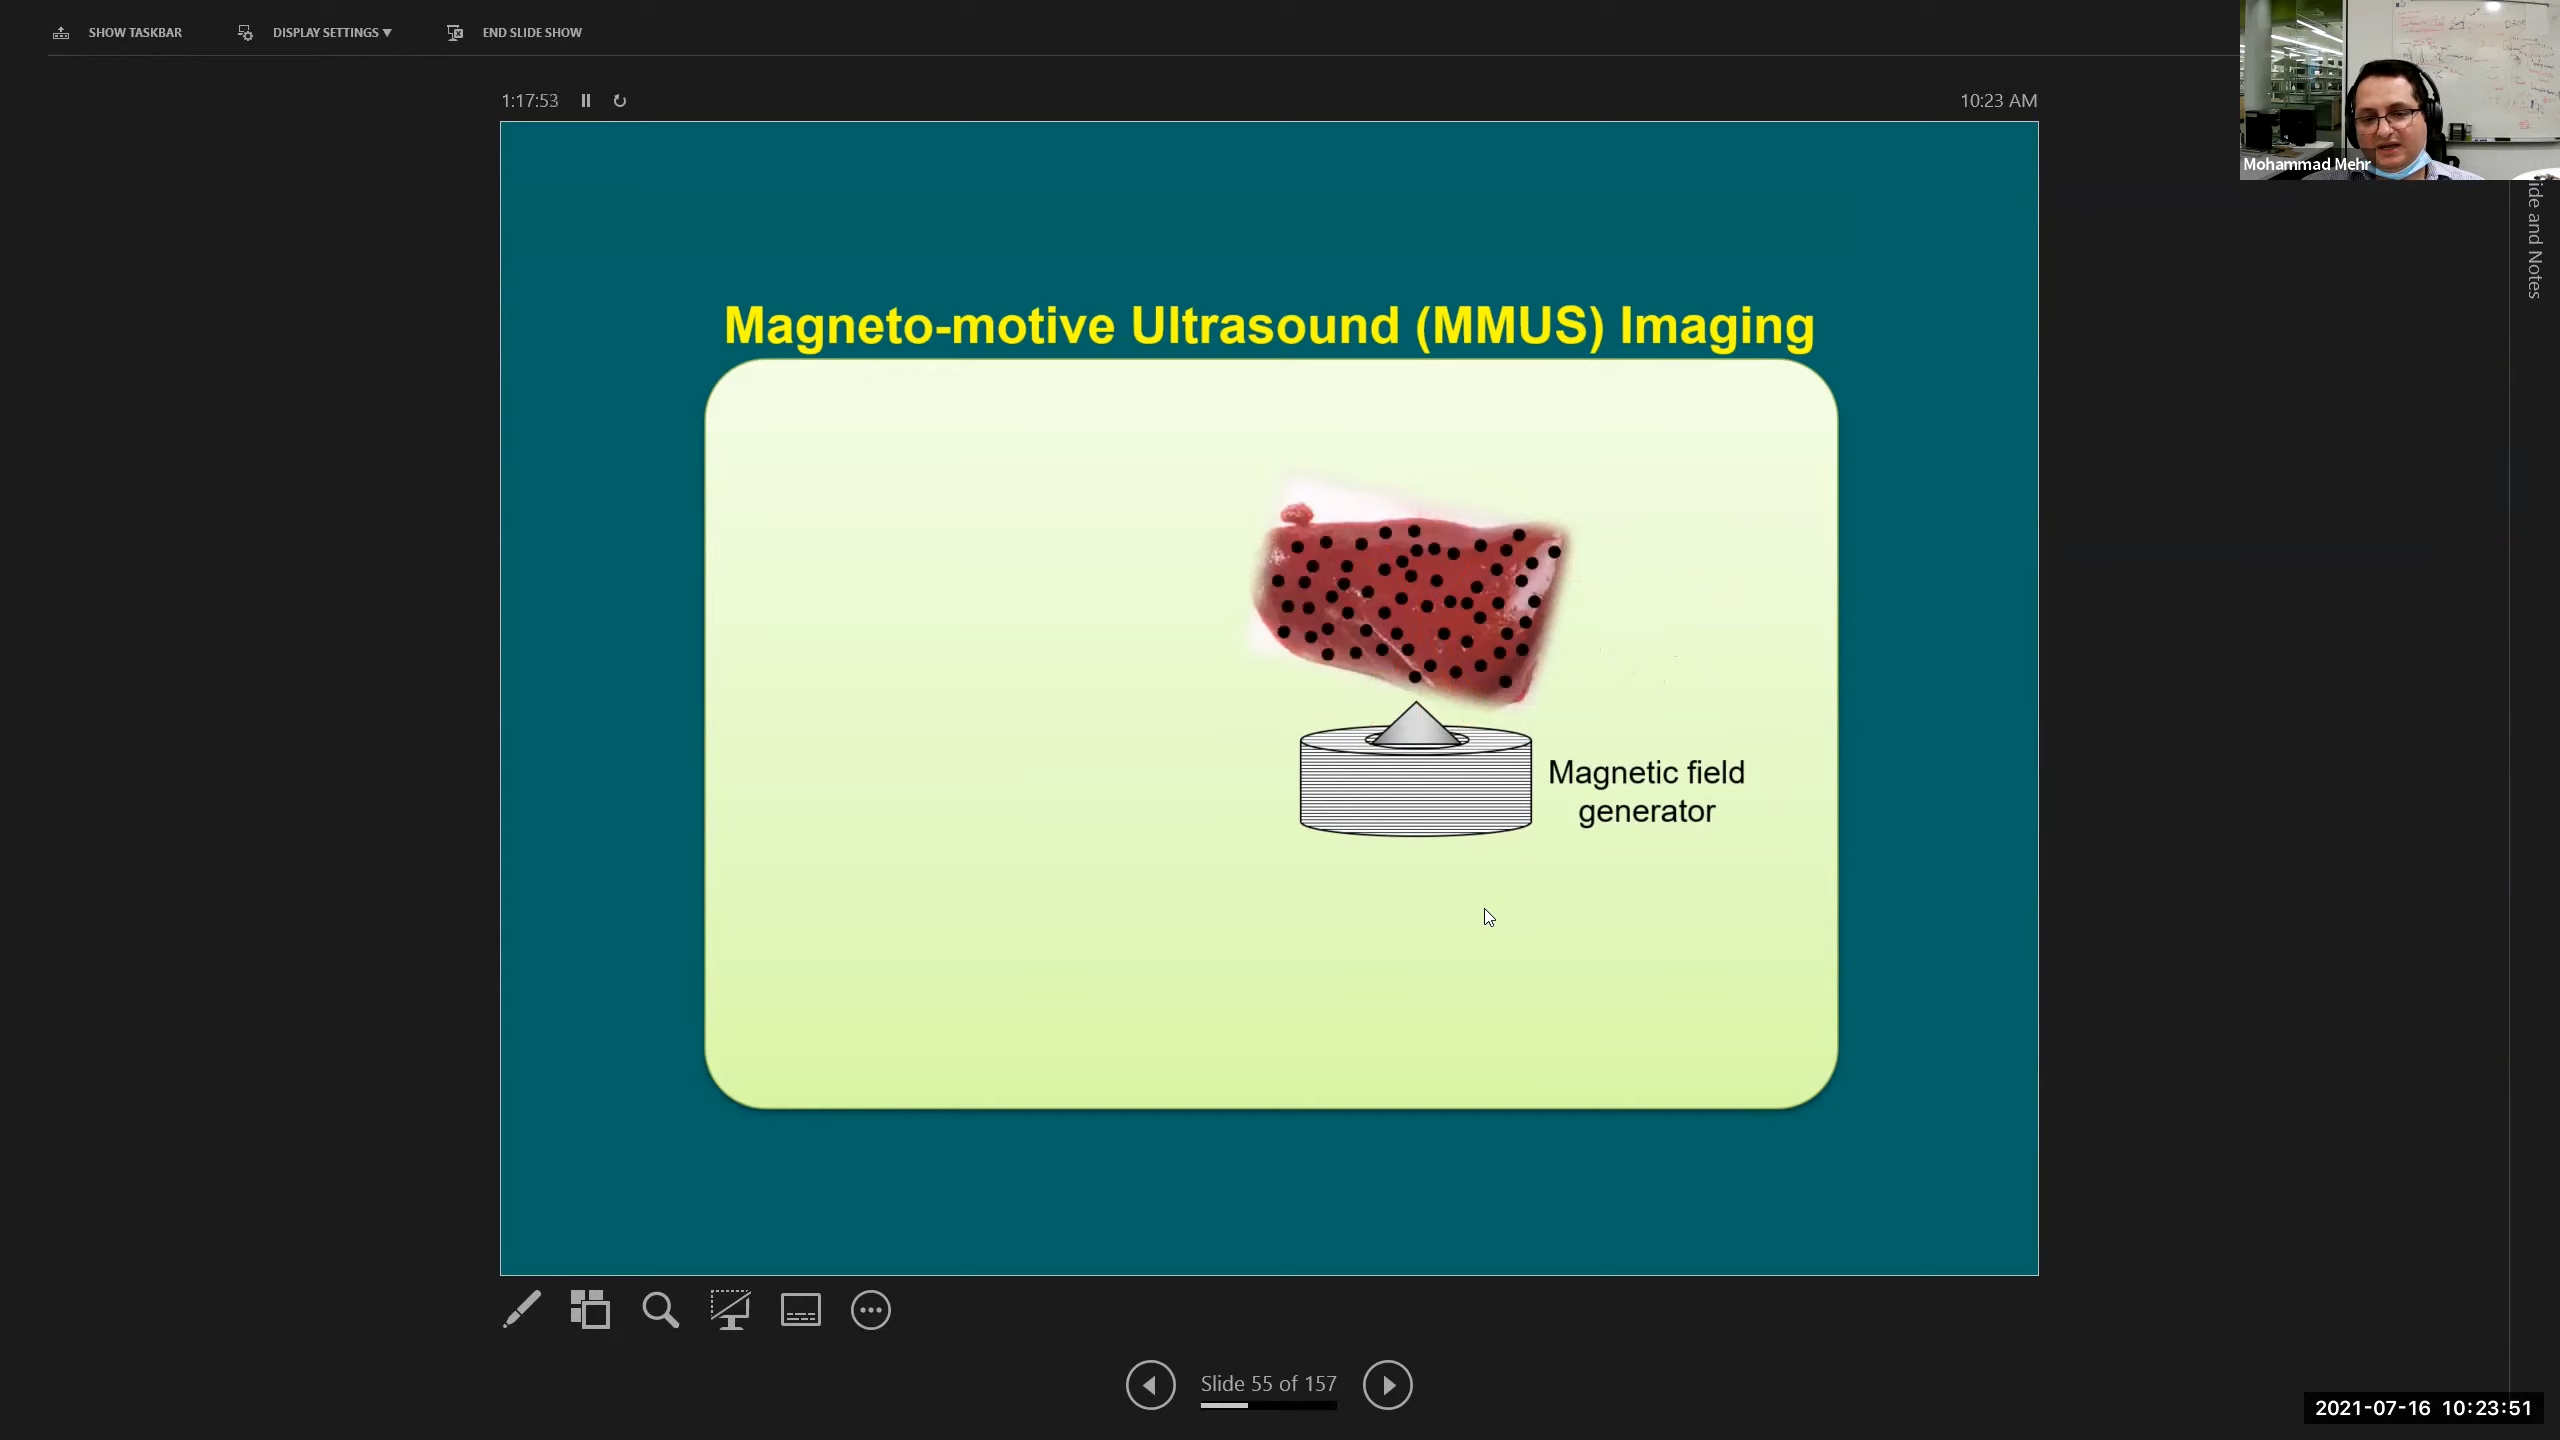 SHOW TASKBAR
DISPLAY SETTINGS ▼
END SLIDE SHOW
1:17:53
10:23 AM
Mohammad Mehr
ide and Notes
Magneto-motive Ultrasound (MMUS) Imaging
Magnetic field
generator
Slide 55 of 157
2021-07-16 10:23:51